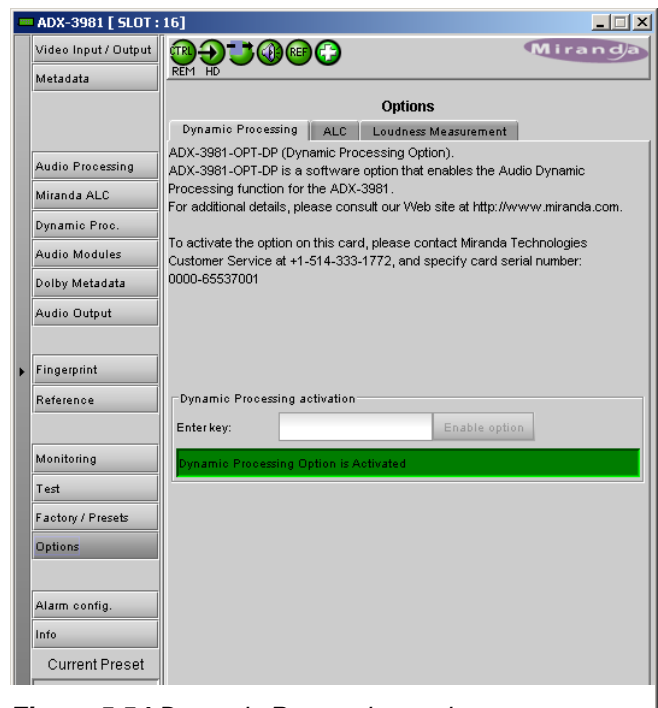 ADX-3981 [ SLOT : 16]
Video Input / Output
Metadata
Audio Processing
Miranda ALC
Dynamic Proc.
Audio Modules
Dolby Metadata
Audio Output
Fingerprint
Reference
Monitoring
Test
Factory / Presets
Options
Alarm config.
Info
Current Preset
CTRL
REF
REM HD
Miranda
Options
Dynamic Processing ALC Loudness Measurement
ADX-3981-OPT-DP (Dynamic Processing Option).
ADX-3981-OPT-DP is a software option that enables the Audio Dynamic
Processing function for the ADX-3981.
For additional details, please consult our Web site at http://www.miranda.com.
To activate the option on this card, please contact Miranda Technologies
Customer Service at +1-514-333-1772, and specify card serial number:
0000-65537001
Dynamic Processing activation
Enter key: Enable option
Dynamic Processing Option is Activated